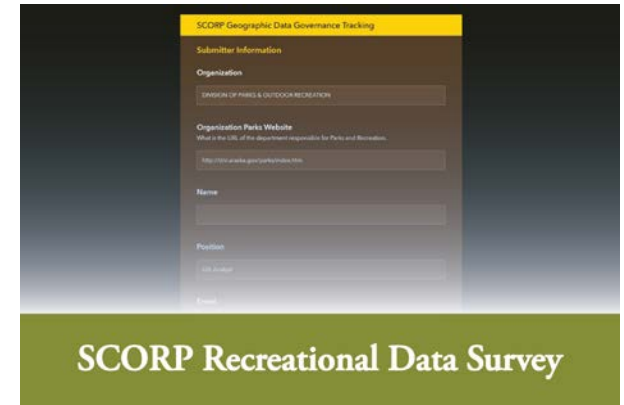 SCORP Geographic Data Governance Tracking
Submitter Information
Organization
DIVISION OF PARKS & OUTDOOR RECREATION
Organization Parks Website
What is the URL of the department responsible for Parks and Recreation.
Name
Position
GIS Analyst
Email
SCORP Recreational Data Survey